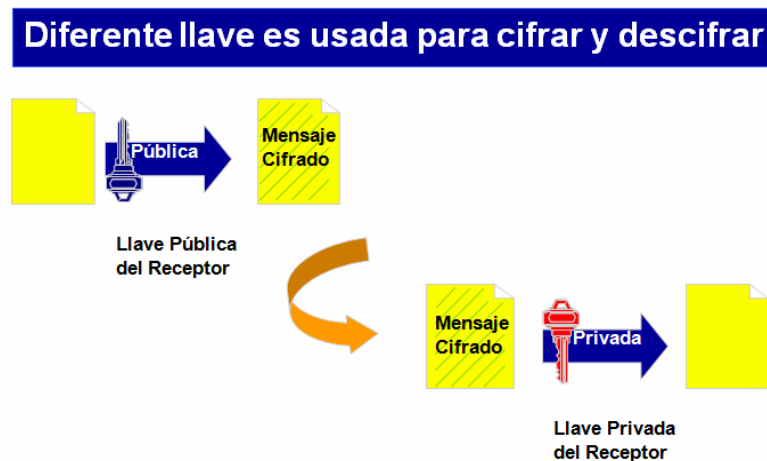 Diferente llave es usada para cifrar y descifrar
Pública
Mensaje
Cifrado
Llave Pública
del Receptor
Mensaje
Cifrado
Privada
Llave Privada
del Receptor